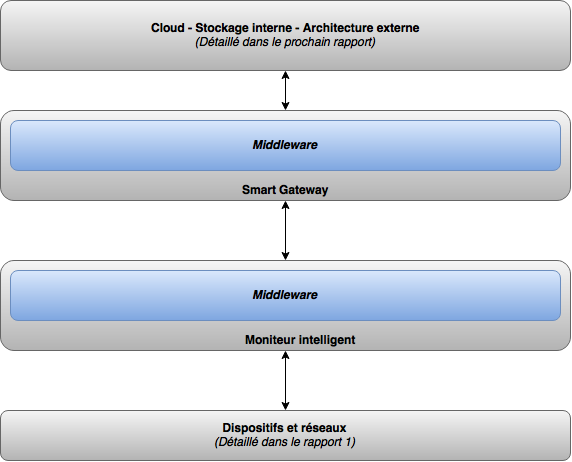 Cloud - Stockage interne - Architecture externe
(Détaillé dans le prochain rapport)
Middleware
Smart Gateway
Middleware
Moniteur intelligent
Dispositifs et réseaux
(Détaillé dans le rapport 1)